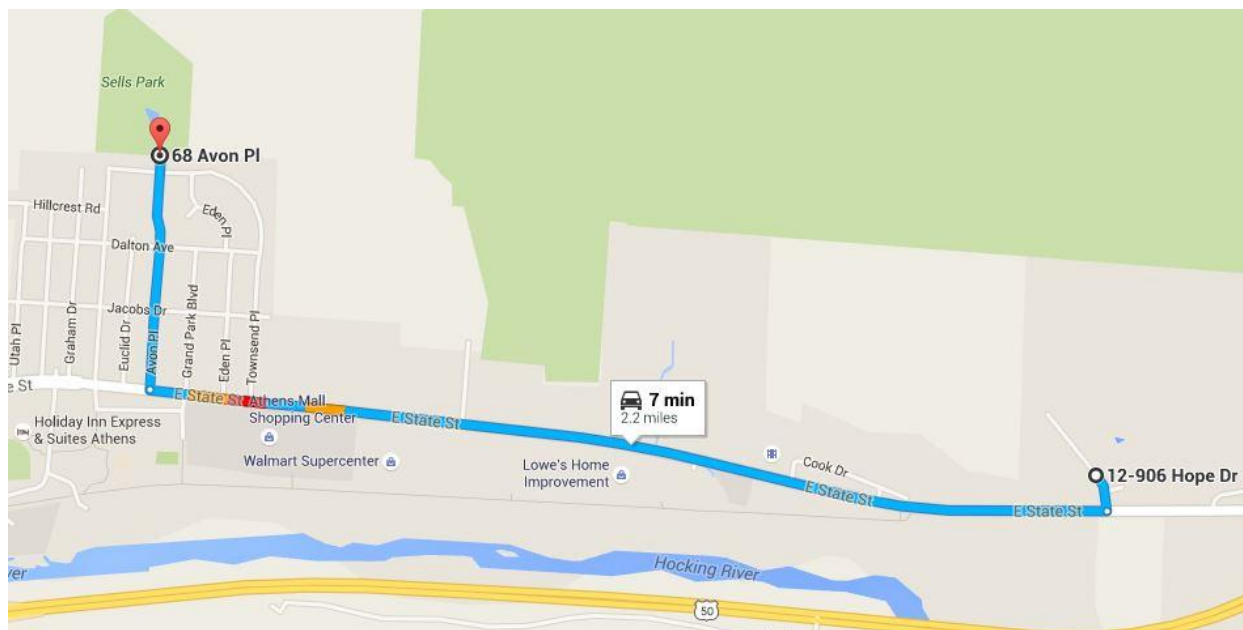 Sells Park
68 Avon Pl
Hillcrest Rd
Eden Pl
Dalton Ave
Jacobs Dr
Utah Pl
Graham Dr
Euclid Dr
Avon Pl
Grand Park Blvd
Eden Pl
Townsend Pl
e St
E State St
Athens Mall
Shopping Center
E State St
7 min
2.2 miles
Holiday Inn Express
& Suites Athens
Walmart Supercenter
Lowe's Home
Improvement
Cook Dr
E State St
12-906 Hope Dr
E State St
Hocking River
ver
50